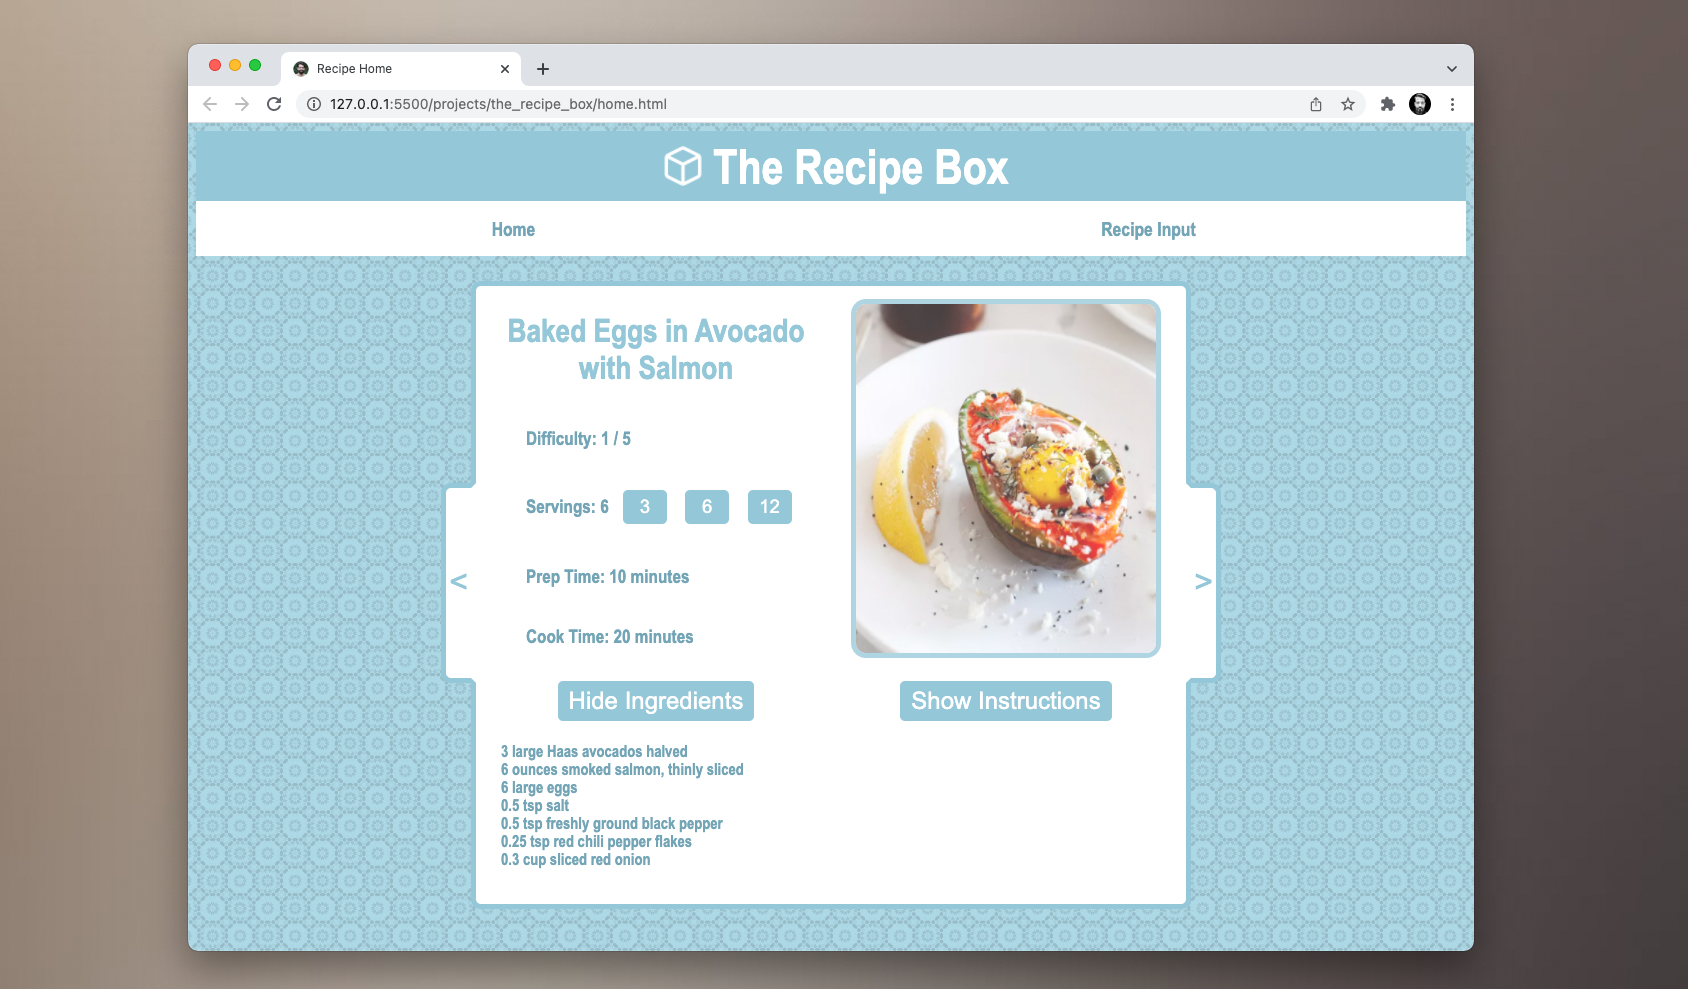 Recipe Home
127.0.0.1:5500/projects/the_recipe_box/home.html
The Recipe Box
Home
Recipe Input
Baked Eggs in Avocado
with Salmon
Difficulty: 1 / 5
Servings: 6 3 6 12
Prep Time: 10 minutes
Cook Time: 20 minutes
<
>
Hide Ingredients
Show Instructions
3 large Haas avocados halved
6 ounces smoked salmon, thinly sliced
6 large eggs
0.5 tsp salt
0.5 tsp freshly ground black pepper
0.25 tsp red chili pepper flakes
0.3 cup sliced red onion